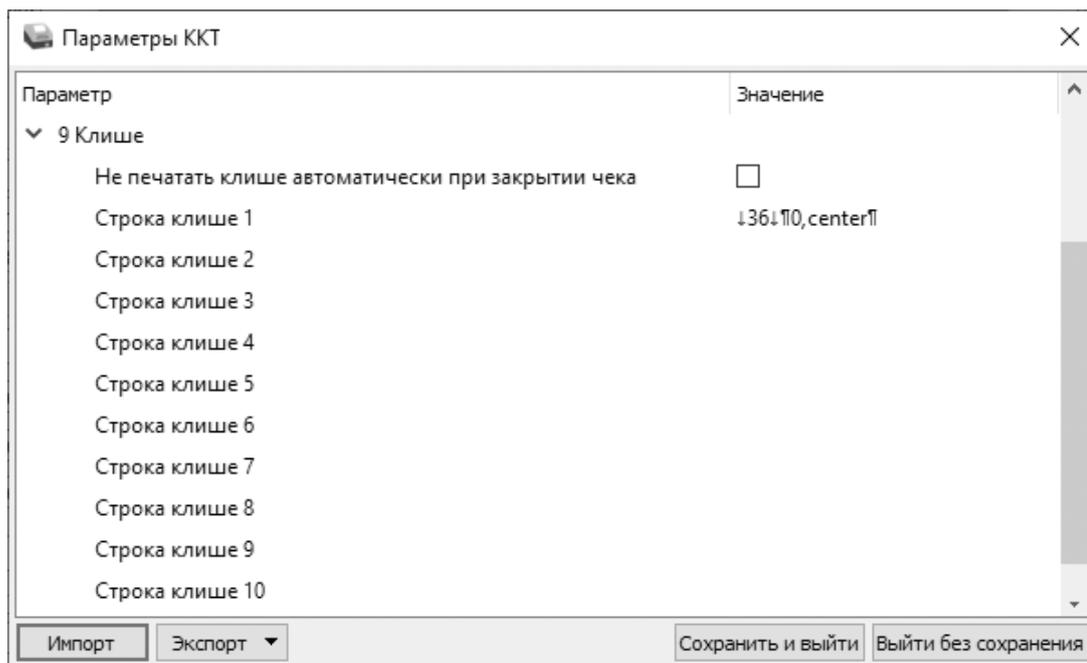 Параметры ККТ
Параметр Значение
9 Клише
Не печатать клише автоматически при закрытии чека
Строка клише 1 ↓36↓¶0,center¶
Строка клише 2
Строка клише 3
Строка клише 4
Строка клише 5
Строка клише 6
Строка клише 7
Строка клише 8
Строка клише 9
Строка клише 10
Импорт Экспорт Сохранить и выйти Выйти без сохранения